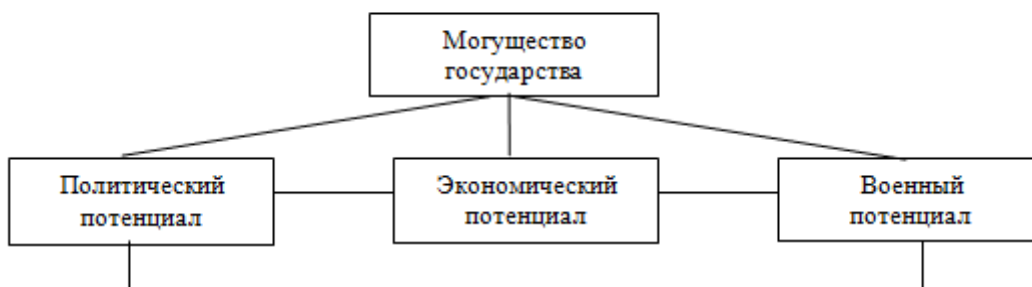 Могущество
государства
Политический
потенциал
Экономический
потенциал
Военный
потенциал